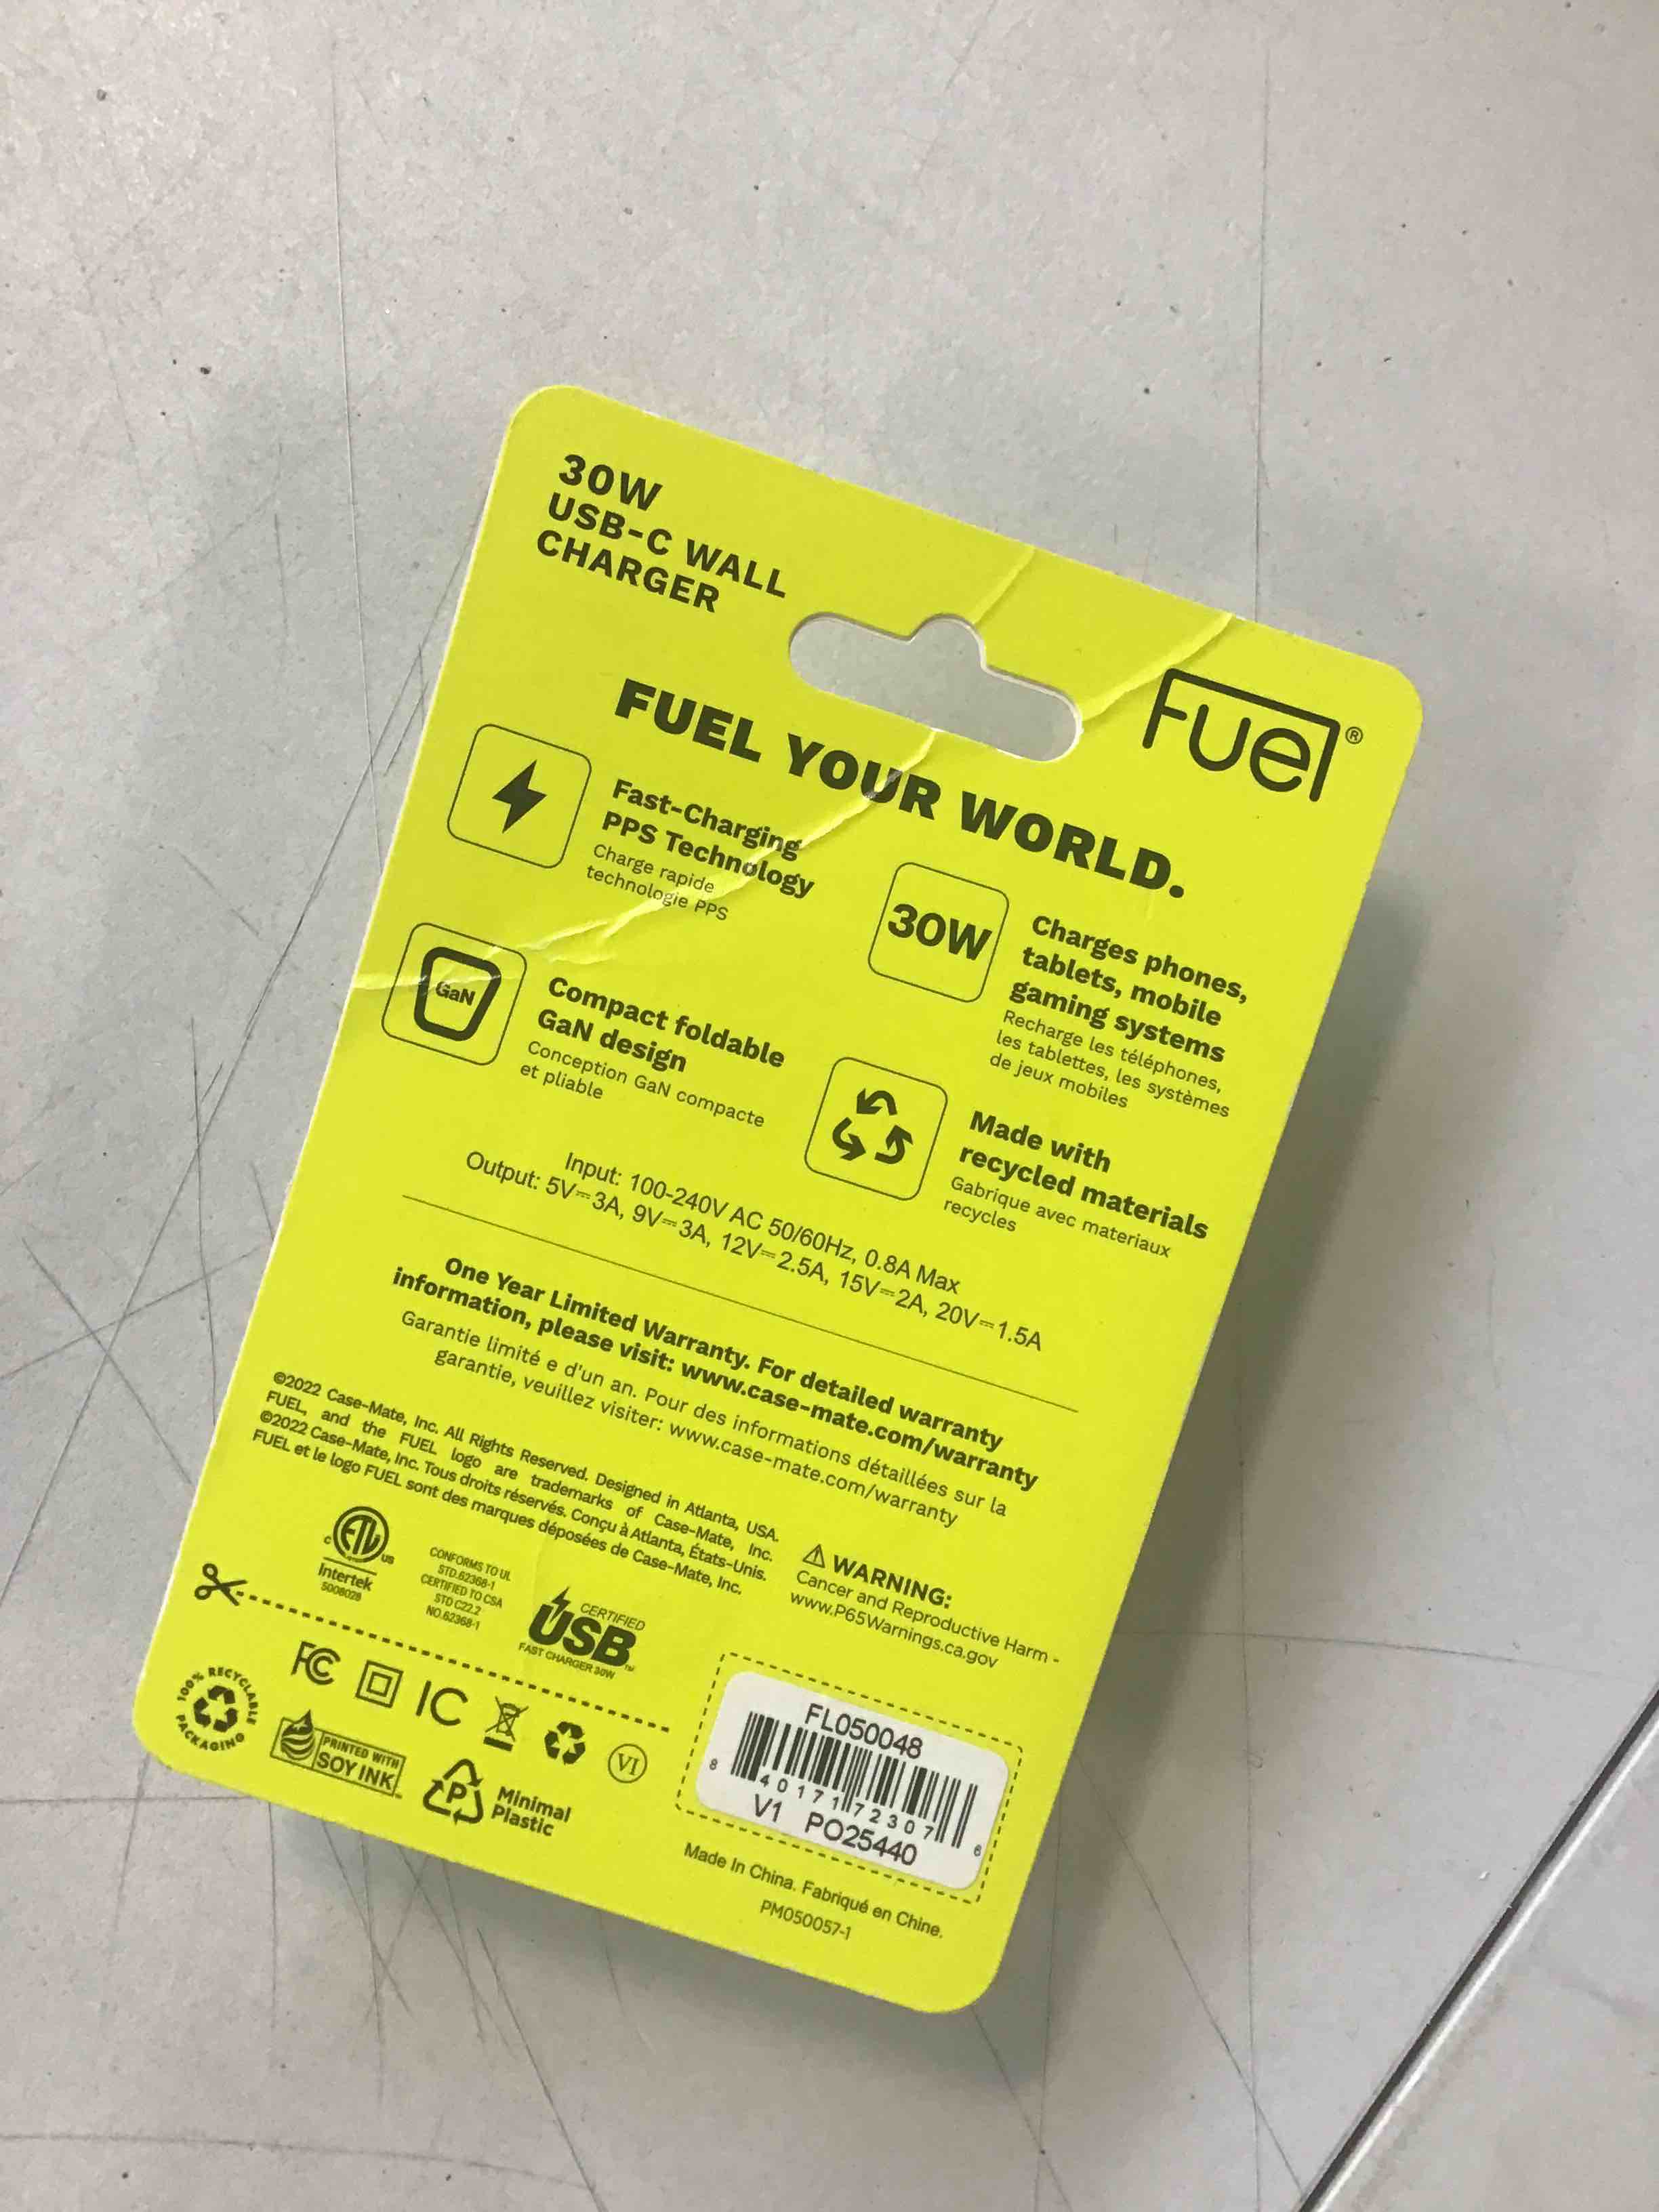 30W
USB-C WALL
CHARGER
Fuel®
FUEL YOUR WORLD.
Fast-Charging
PPS Technology
Charge rapide
technologie PPS
30W
Charges phones,
tablets, mobile
gaming systems
Recharge les téléphones,
les tablettes, les systèmes
de jeux mobiles
GaN
Compact foldable
GaN design
Conception GaN compacte
et pliable
Made with
recycled materials
Gabrique avec materiaux
recycles
Input: 100-240V AC 50/60Hz, 0.8A Max
Output: 5V⎓3A, 9V⎓3A, 12V⎓2.5A, 15V⎓2A, 20V⎓1.5A
One Year Limited Warranty. For detailed warranty
information, please visit: www.case-mate.com/warranty
Garantie limité e d'un an. Pour des informations détaillées sur la
garantie, veuillez visiter: www.case-mate.com/warranty
©2022 Case-Mate, Inc. All Rights Reserved. Designed in Atlanta, USA.
FUEL, and the FUEL logo are trademarks of Case-Mate, Inc.
©2022 Case-Mate, Inc. Tous droits réservés. Conçu à Atlanta, États-Unis.
FUEL et le logo FUEL sont des marques déposées de Case-Mate, Inc.
⚠ WARNING:
Cancer and Reproductive Harm -
www.P65Warnings.ca.gov
C ETL US
Intertek
5008028
CONFORMS TO UL
STD.62368-1
CERTIFIED TO CSA
STD C22.2
NO.62368-1
CERTIFIED
USB™
FAST CHARGER 30W
FC IC VI
100% RECYCLABLE PACKAGING
PRINTED WITH
SOY INK™
P
Minimal
Plastic
FL050048
8 40171 72307 6
V1 PO25440
Made In China. Fabriqué en Chine.
PM050057-1